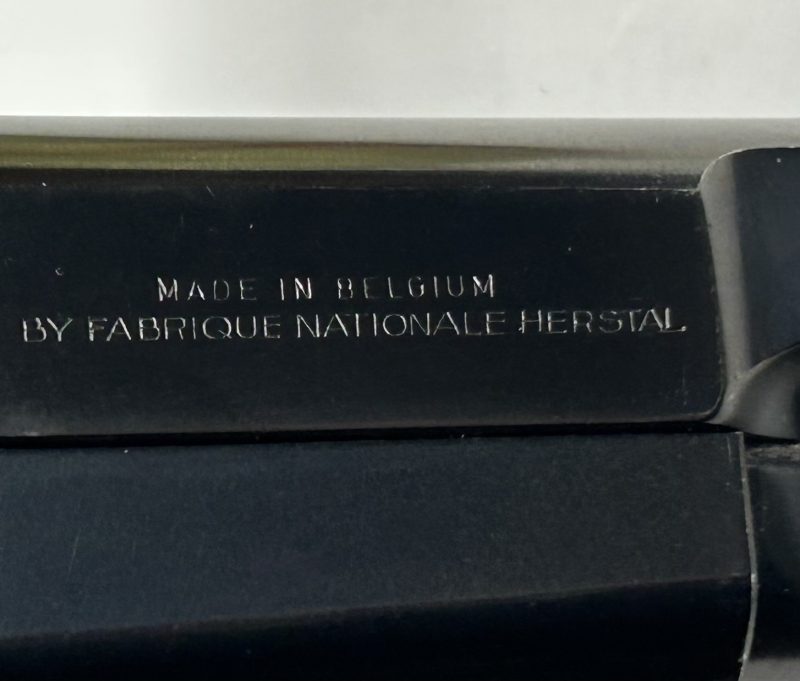 MADE IN BELGIUM
BY FABRIQUE NATIONALE HERSTAL